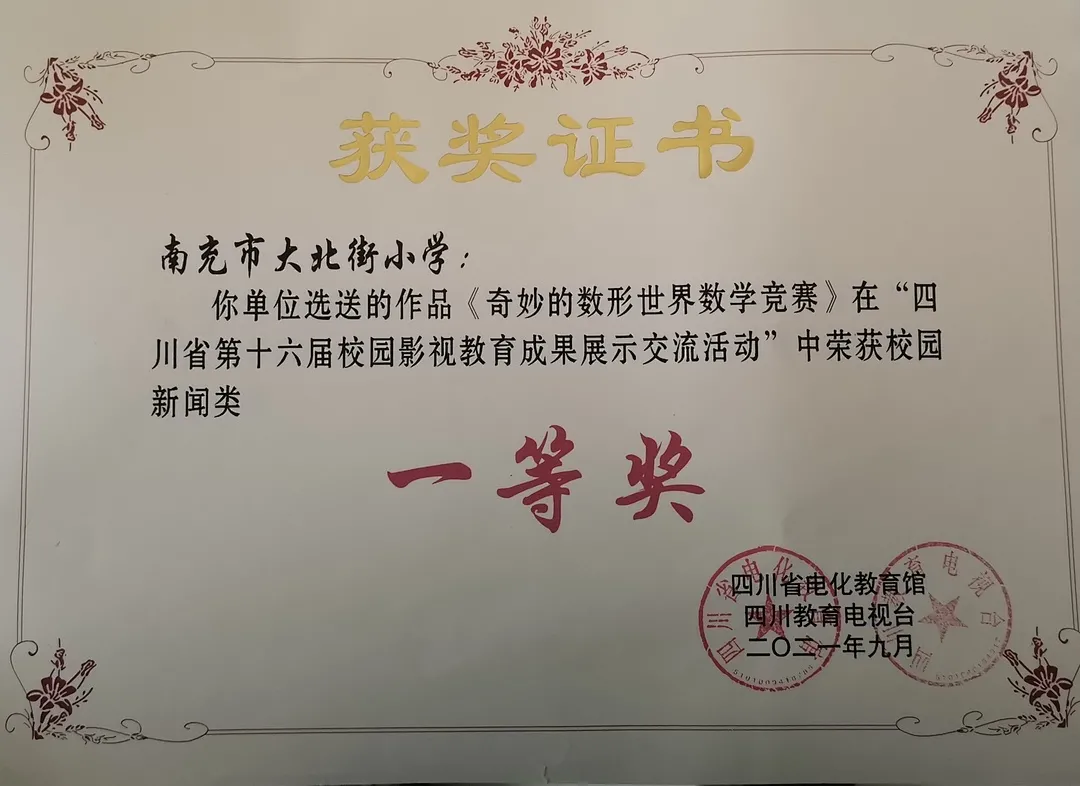 获奖证书
南充市大北街小学：
你单位选送的作品《奇妙的数形世界数学竞赛》在“四
川省第十六届校园影视教育成果展示交流活动”中荣获校园
新闻类
一等奖
四川省电化教育馆
四川教育电视台
二〇二一年九月